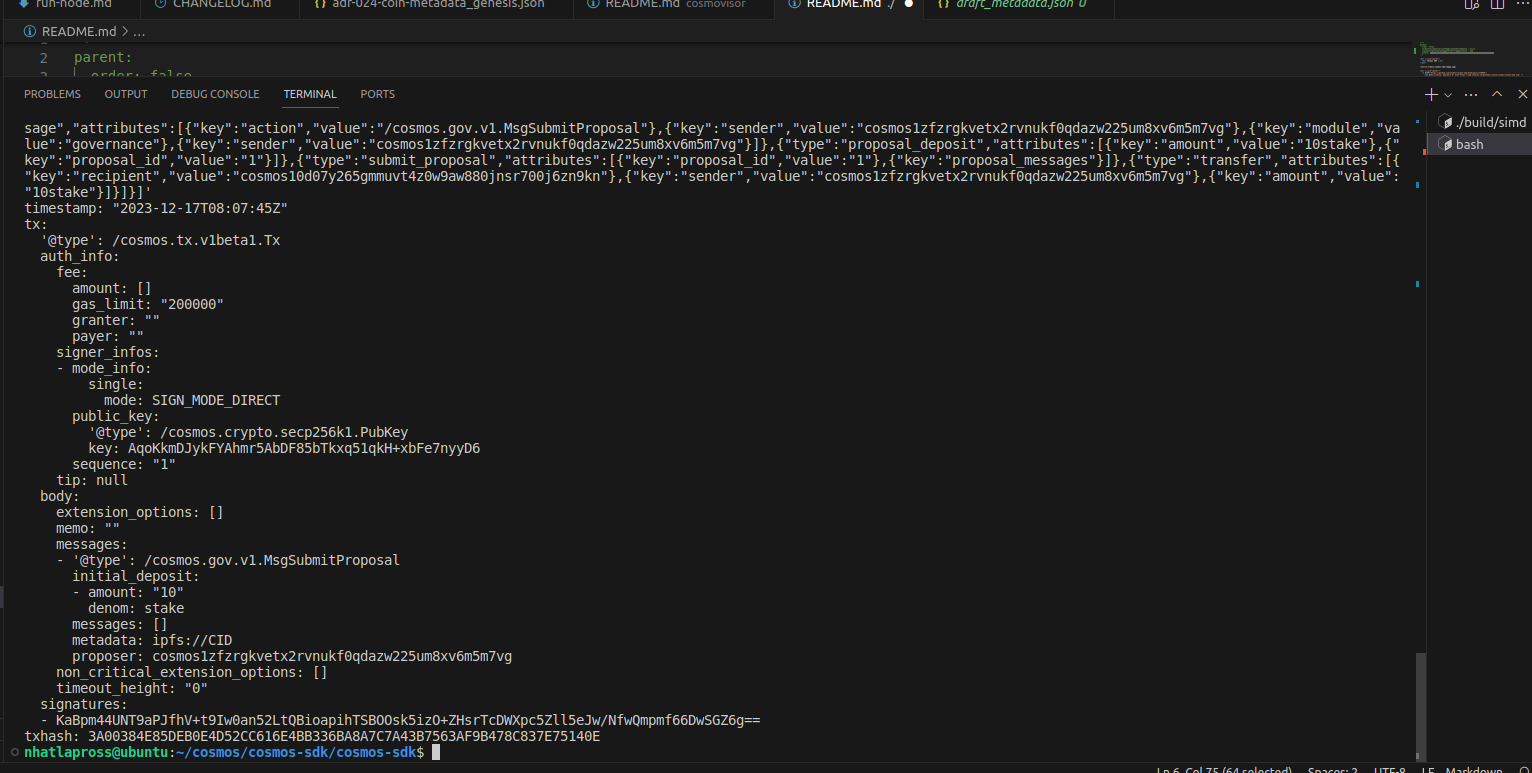 run-node.md CHANGELOG.md {} adr-024-coin-metadata_genesis.json README.md cosmovisor README.md ./ {} draft_metadata.json U
README.md > ...
2 parent:
3 order: false
PROBLEMS OUTPUT DEBUG CONSOLE TERMINAL PORTS
sage","attributes":[{"key":"action","value":"/cosmos.gov.v1.MsgSubmitProposal"},{"key":"sender","value":"cosmos1zfzrgkvetx2rvnukf0qdazw225um8xv6m5m7vg"},{"key":"module","va
lue":"governance"},{"key":"sender","value":"cosmos1zfzrgkvetx2rvnukf0qdazw225um8xv6m5m7vg"}]},{"type":"proposal_deposit","attributes":[{"key":"amount","value":"10stake"},{"
key":"proposal_id","value":"1"}]},{"type":"submit_proposal","attributes":[{"key":"proposal_id","value":"1"},{"key":"proposal_messages"}]},{"type":"transfer","attributes":[{
"key":"recipient","value":"cosmos10d07y265gmmuvt4z0w9aw880jnsr700j6zn9kn"},{"key":"sender","value":"cosmos1zfzrgkvetx2rvnukf0qdazw225um8xv6m5m7vg"},{"key":"amount","value":
"10stake"}]}]}]'
timestamp: "2023-12-17T08:07:45Z"
tx:
'@type': /cosmos.tx.v1beta1.Tx
auth_info:
fee:
amount: []
gas_limit: "200000"
granter: ""
payer: ""
signer_infos:
- mode_info:
single:
mode: SIGN_MODE_DIRECT
public_key:
'@type': /cosmos.crypto.secp256k1.PubKey
key: AqoKkmDJykFYAhmr5AbDF85bTkxq51qkH+xbFe7nyyD6
sequence: "1"
tip: null
body:
extension_options: []
memo: ""
messages:
- '@type': /cosmos.gov.v1.MsgSubmitProposal
initial_deposit:
- amount: "10"
denom: stake
messages: []
metadata: ipfs://CID
proposer: cosmos1zfzrgkvetx2rvnukf0qdazw225um8xv6m5m7vg
non_critical_extension_options: []
timeout_height: "0"
signatures:
- KaBpm44UNT9aPJfhV+t9Iw0an52LtQBioapihTSBOOsk5izO+ZHsrTcDWXpc5Zll5eJw/NfwQmpmf66DwSGZ6g==
txhash: 3A00384E85DEB0E4D52CC616E4BB336BA8A7C7A43B7563AF9B478C837E75140E
nhatlapross@ubuntu:~/cosmos/cosmos-sdk/cosmos-sdk$
./build/simd
bash
Ln 6, Col 75 (64 selected) Spaces: 2 UTF-8 LF Markdown